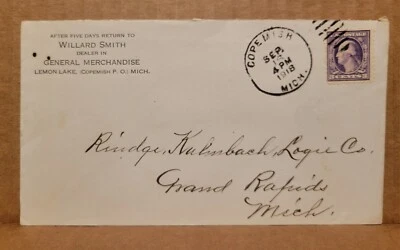 AFTER FIVE DAYS RETURN TO
WILLARD SMITH
DEALER IN
GENERAL MERCHANDISE
LEMON LAKE, (COPEMISH P. O.) MICH.
COPEMISH
SEP.
4 PM
1918
MICH.
CENTS
Rindge, Kalmbach, Logie Co.
Grand Rapids
Mich.